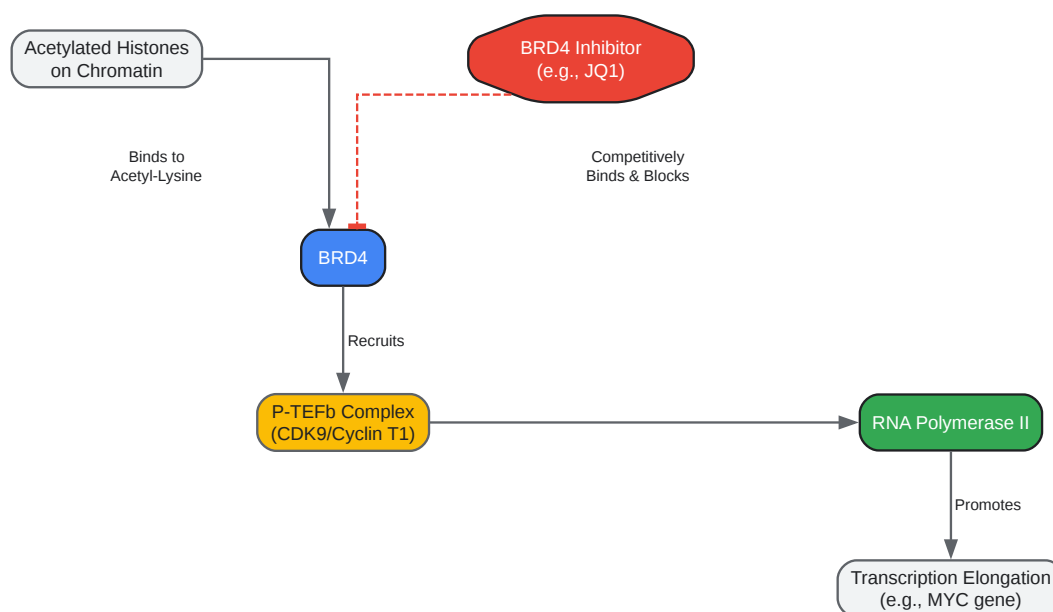 Acetylated Histones
on Chromatin
BRD4 Inhibitor
(e.g., JQ1)
Binds to
Acetyl-Lysine
Competitively
Binds & Blocks
BRD4
Recruits
P-TEFb Complex
(CDK9/Cyclin T1)
RNA Polymerase II
Promotes
Transcription Elongation
(e.g., MYC gene)